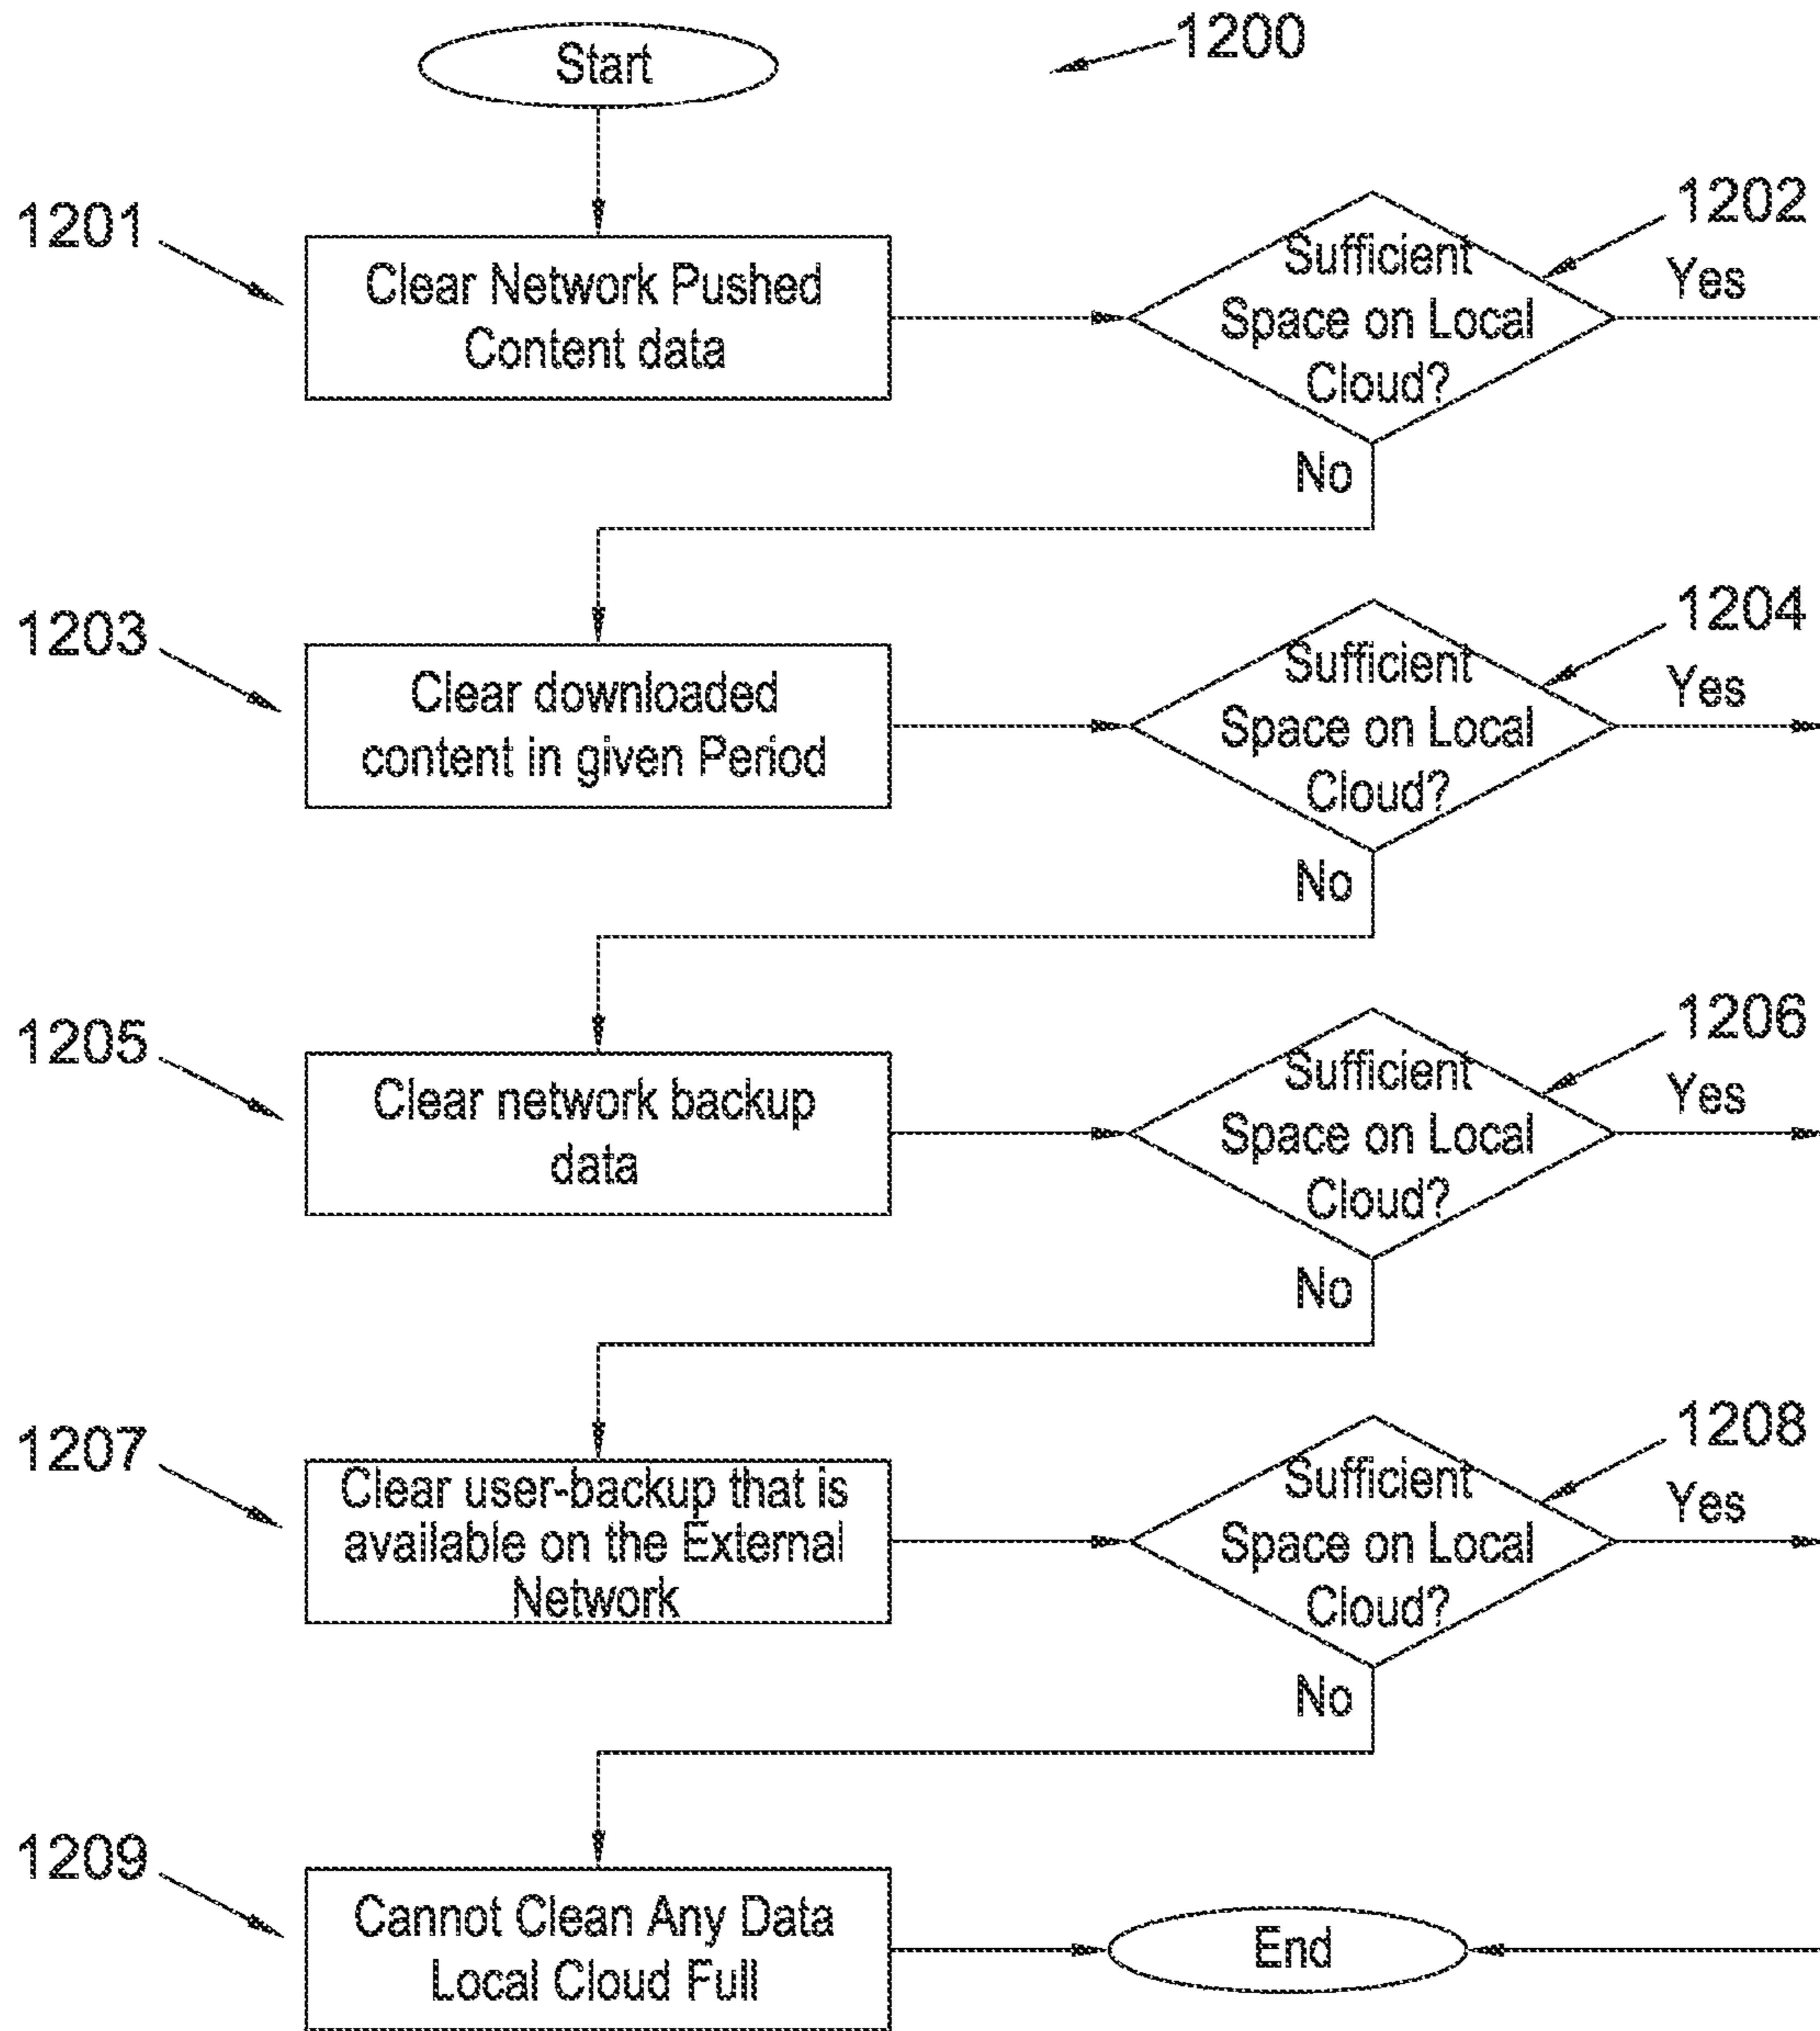 Start
1200
1201
Clear Network Pushed
Content data
Sufficient
Space on Local
Cloud?
1202
Yes
No
1203
Clear downloaded
content in given Period
Sufficient
Space on Local
Cloud?
1204
Yes
No
1205
Clear network backup
data
Sufficient
Space on Local
Cloud?
1206
Yes
No
1207
Clear user-backup that is
available on the External
Network
Sufficient
Space on Local
Cloud?
1208
Yes
No
1209
Cannot Clean Any Data
Local Cloud Full
End